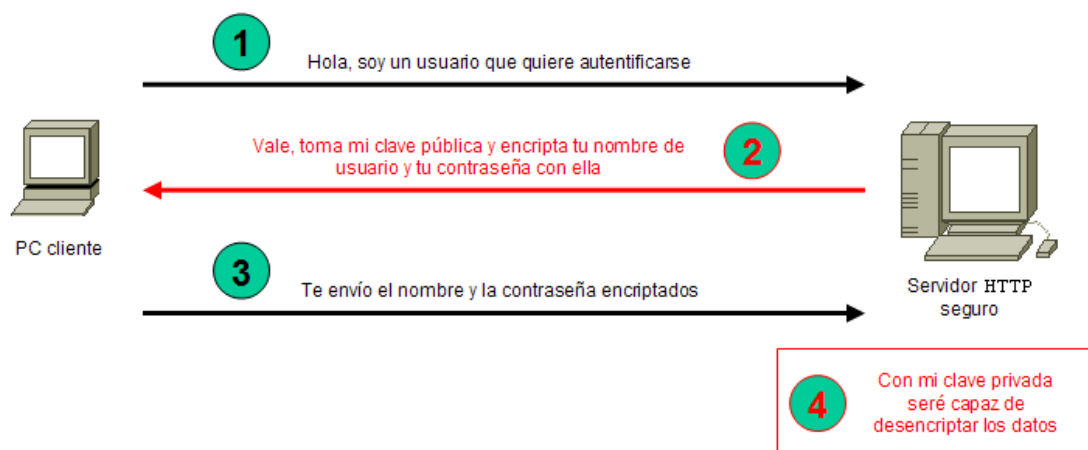 1
Hola, soy un usuario que quiere autentificarse
Vale, toma mi clave pública y encripta tu nombre de
usuario y tu contraseña con ella
2
PC cliente
3
Te envío el nombre y la contraseña encriptados
Servidor HTTP
seguro
4
Con mi clave privada
seré capaz de
desencriptar los datos